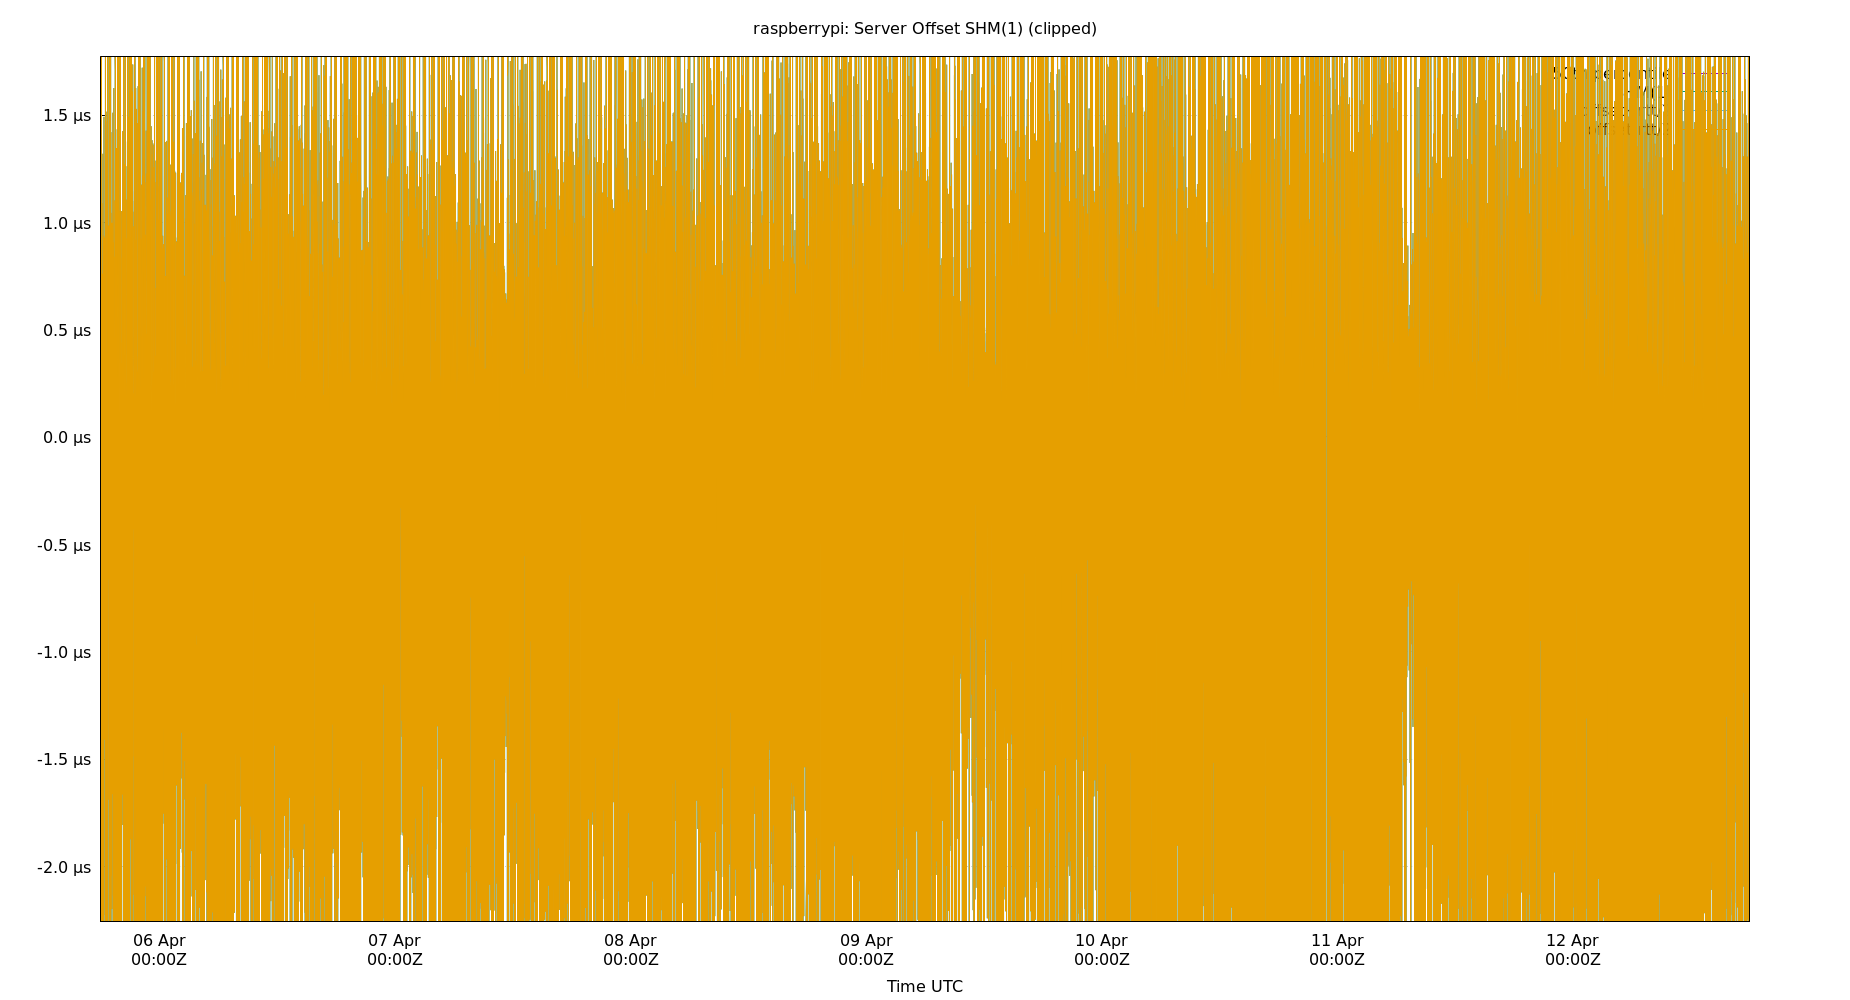 raspberrypi: Server Offset SHM(1) (clipped)
1.5 µs
1.0 µs
0.5 µs
0.0 µs
-0.5 µs
-1.0 µs
-1.5 µs
-2.0 µs
06 Apr 07 Apr 08 Apr 09 Apr 10 Apr 11 Apr 12 Apr
00:00Z 00:00Z 00:00Z 00:00Z 00:00Z 00:00Z 00:00Z
Time UTC